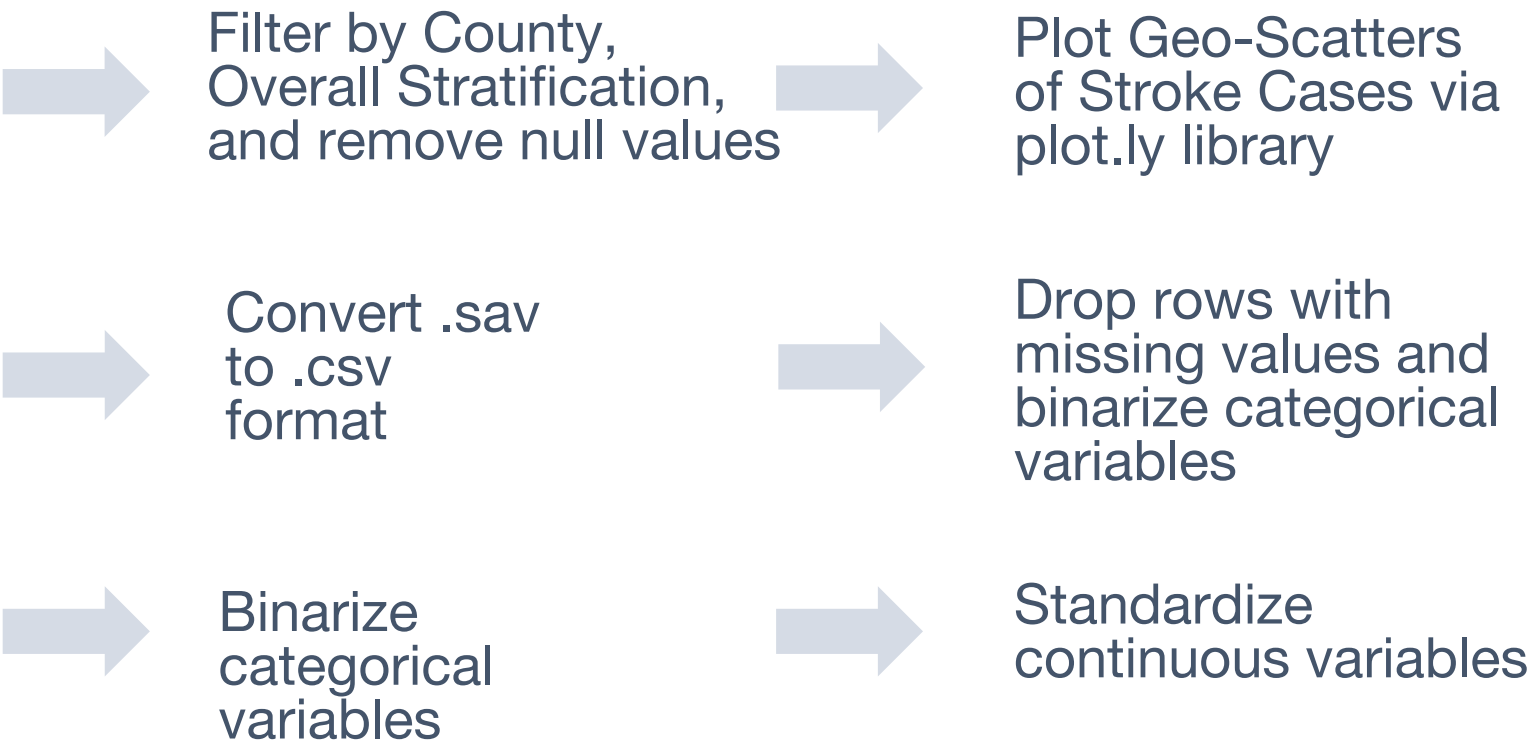 Filter by County,
Overall Stratification,
and remove null values
Plot Geo-Scatters
of Stroke Cases via
plot.ly library
Convert .sav
to .csv
format
Drop rows with
missing values and
binarize categorical
variables
Binarize
categorical
variables
Standardize
continuous variables